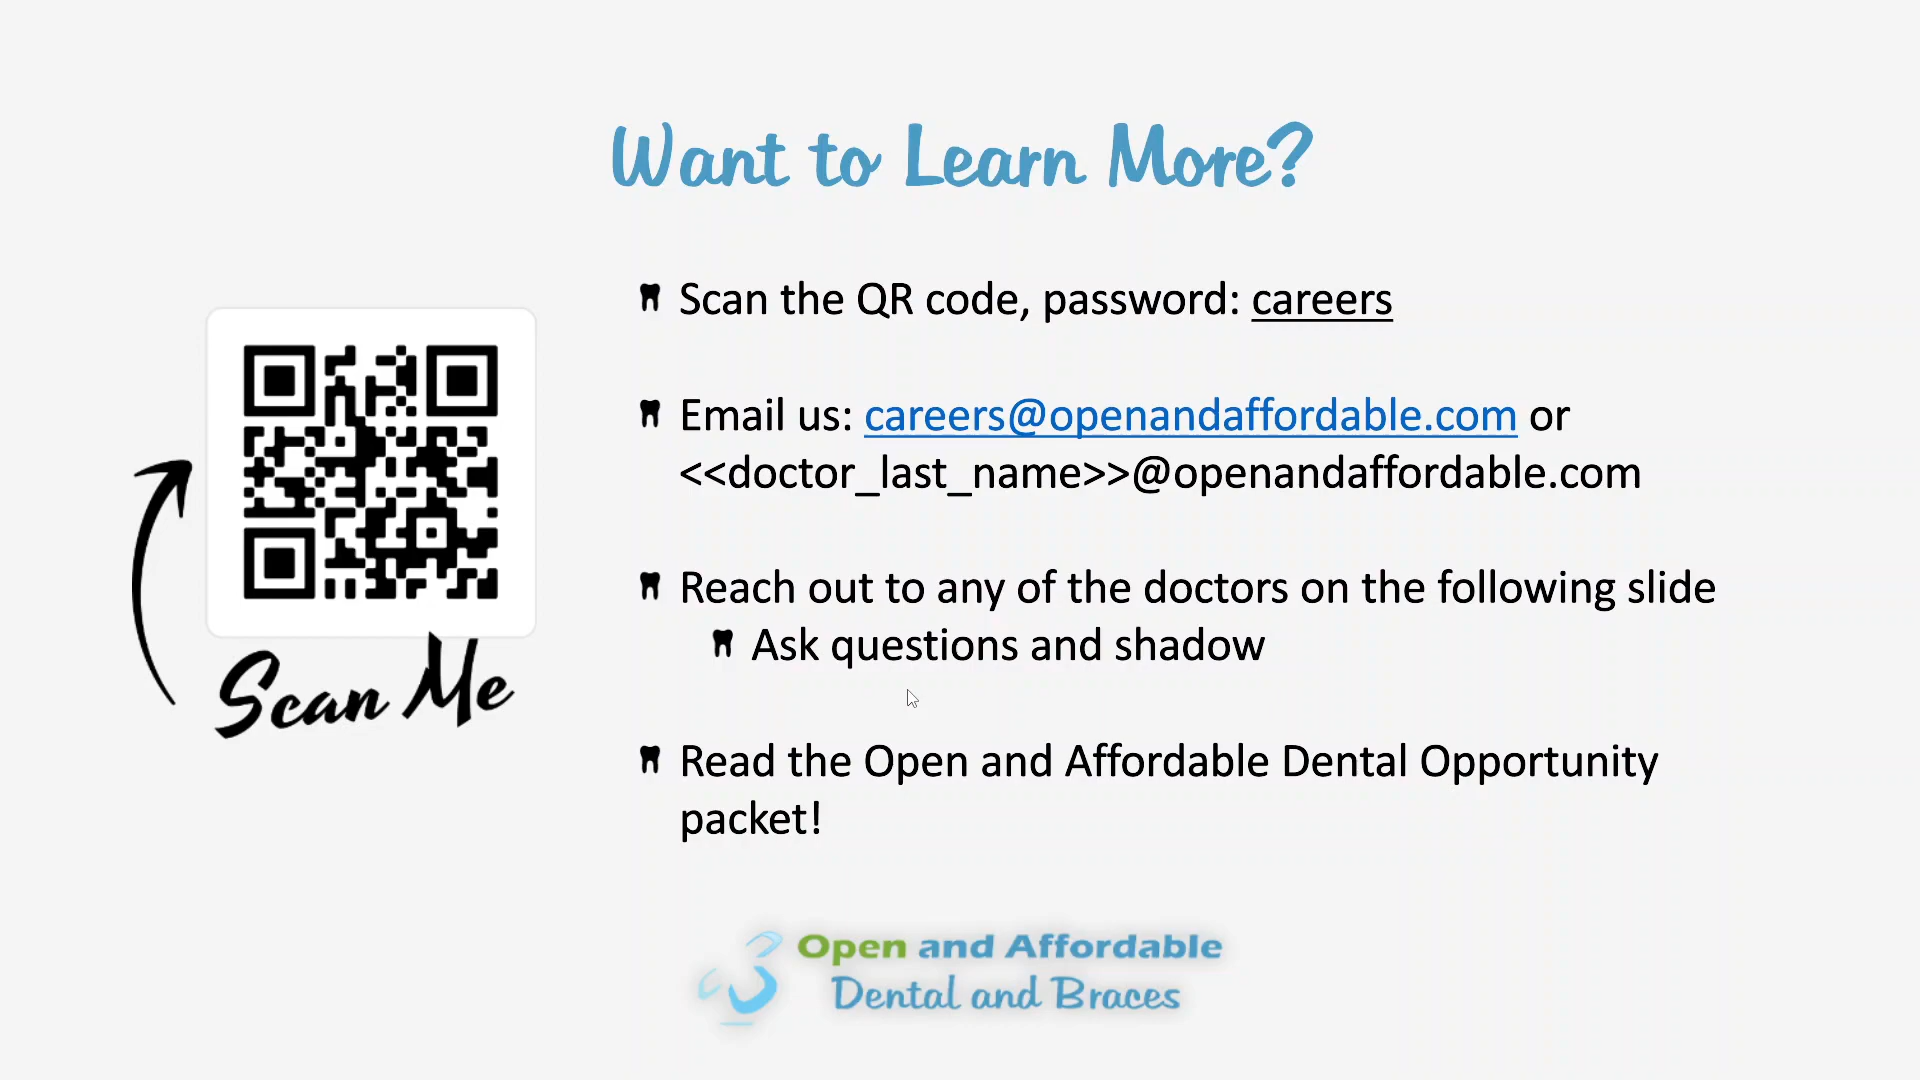 Want to Learn More?
Scan the QR code, password: careers
Email us: careers@openandaffordable.com or
<<doctor_last_name>>@openandaffordable.com
Reach out to any of the doctors on the following slide
Ask questions and shadow
Read the Open and Affordable Dental Opportunity
packet!
Scan Me
Open and Affordable
Dental and Braces